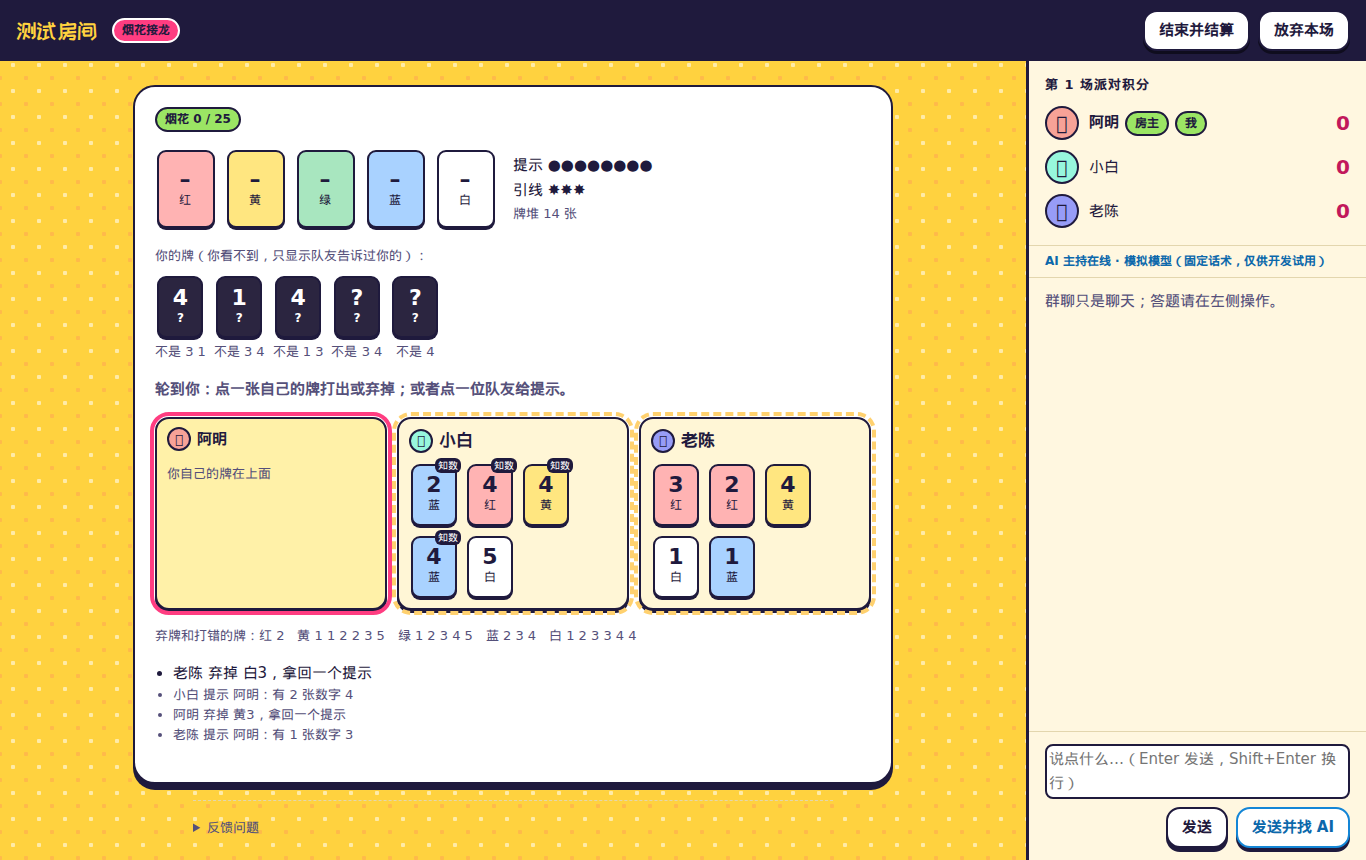 测试房间 烟花接龙 结束并结算 放弃本场
烟花 0 / 25
– – – – –
红 黄 绿 蓝 白
提示 ●●●●●●●●
引线 ✸✸✸
牌堆 14 张
你的牌（你看不到，只显示队友告诉过你的）：
4 1 4 ? ?
? ? ? ? ?
不是 3 1 不是 3 4 不是 1 3 不是 3 4 不是 4
轮到你：点一张自己的牌打出或弃掉；或者点一位队友给提示。
阿明
你自己的牌在上面
小白
知数 知数 知数
2 4 4
蓝 红 黄
知数
4 5
蓝 白
老陈
3 2 4
红 红 黄
1 1
白 蓝
弃牌和打错的牌：红 2 黄 1 1 2 2 3 5 绿 1 2 3 4 5 蓝 2 3 4 白 1 2 3 3 4 4
• 老陈 弃掉 白3，拿回一个提示
• 小白 提示 阿明：有 2 张数字 4
• 阿明 弃掉 黄3，拿回一个提示
• 老陈 提示 阿明：有 1 张数字 3
▶ 反馈问题
第 1 场派对积分
阿明 房主 我 0
小白 0
老陈 0
AI 主持在线 · 模拟模型（固定话术，仅供开发试用）
群聊只是聊天；答题请在左侧操作。
说点什么…（Enter 发送，Shift+Enter 换
行）
发送 发送并找 AI